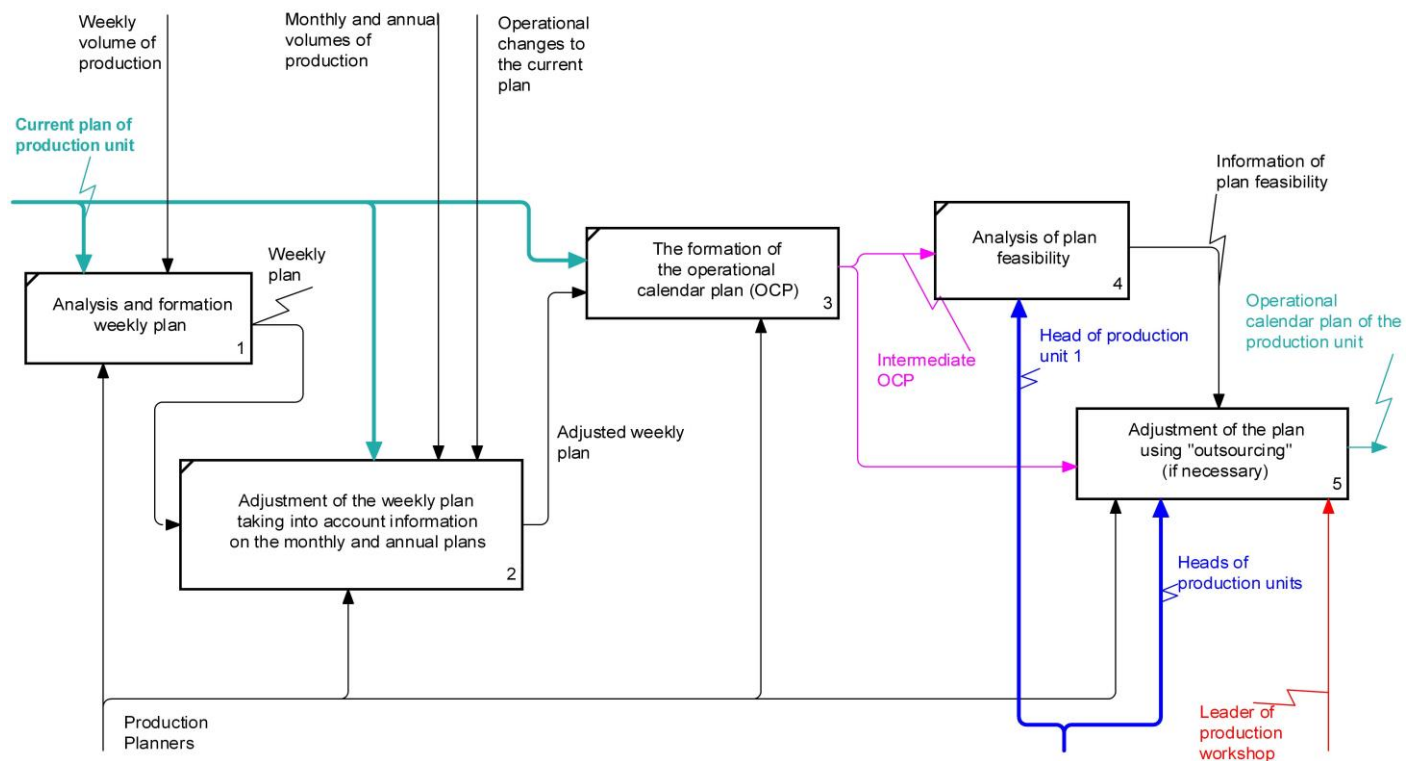 Weekly
volume of
production
Monthly and annual
volumes of
production
Operational
changes to
the current
plan
Current plan of
production unit
Information of
plan feasibility
Weekly
plan
Analysis and formation
weekly plan
1
The formation of
the operational
calendar plan (OCP)
3
Analysis of plan
feasibility
4
Operational
calendar plan of the
production unit
Head of production
unit 1
Intermediate
OCP
Adjusted weekly
plan
Adjustment of the plan
using "outsourcing"
(if necessary)
5
Adjustment of the weekly plan
taking into account information
on the monthly and annual plans
2
Heads of
production units
Production
Planners
Leader of
production
workshop